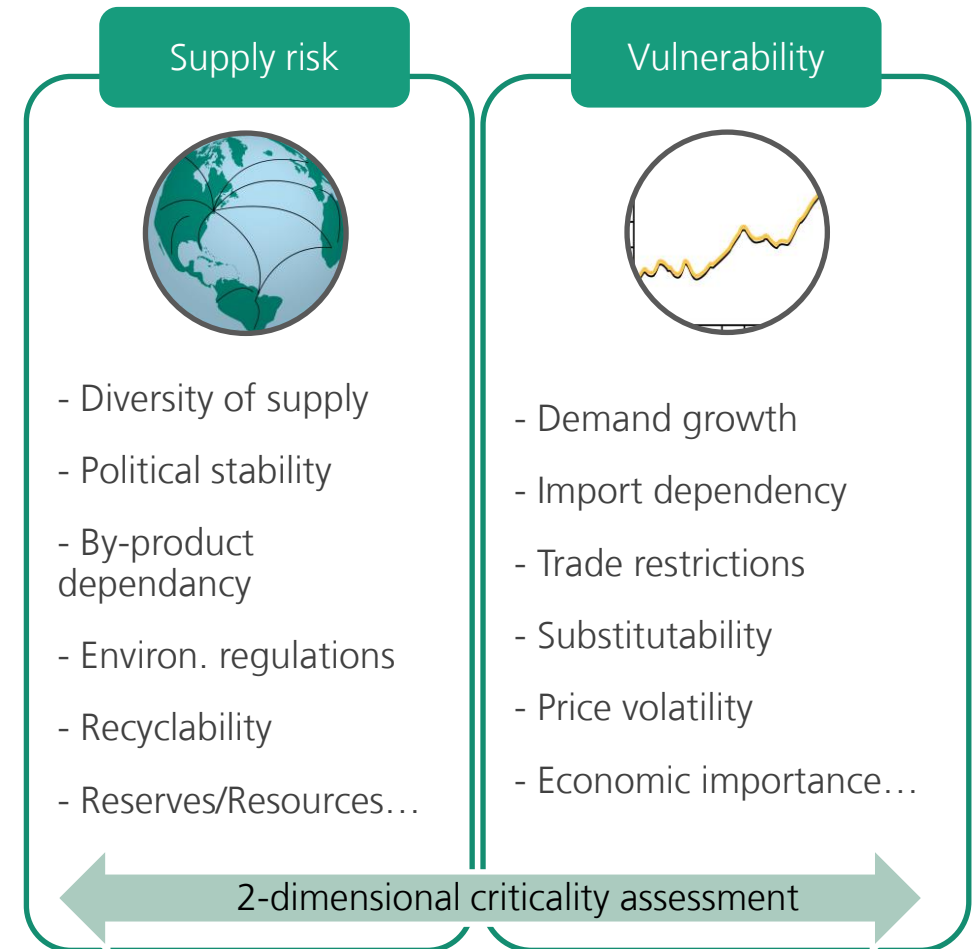 Supply risk
- Diversity of supply
- Political stability
- By-product
dependancy
- Environ. regulations
- Recyclability
- Reserves/Resources…
Vulnerability
- Demand growth
- Import dependency
- Trade restrictions
- Substitutability
- Price volatility
- Economic importance…
2-dimensional criticality assessment